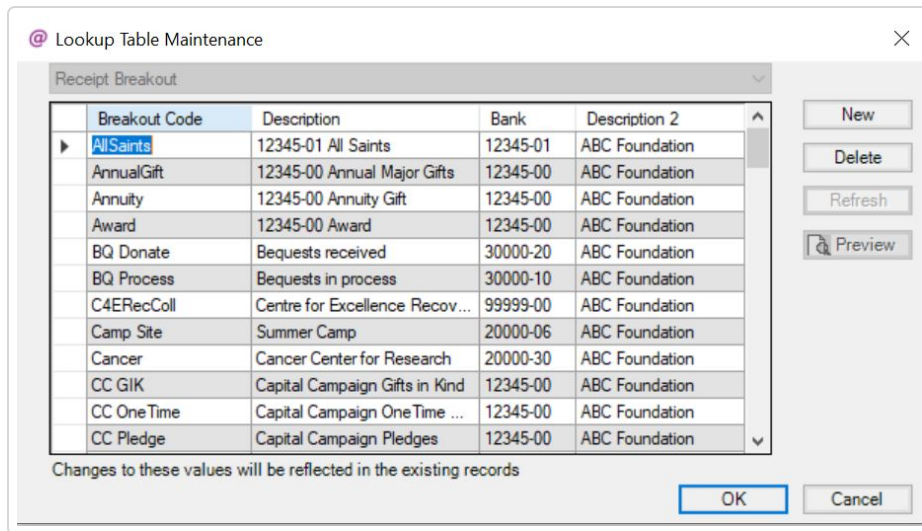 @ Lookup Table Maintenance
Receipt Breakout
Breakout Code Description Bank Description 2
AllSaints 12345-01 All Saints 12345-01 ABC Foundation
AnnualGift 12345-00 Annual Major Gifts 12345-00 ABC Foundation
Annuity 12345-00 Annuity Gift 12345-00 ABC Foundation
Award 12345-00 Award 12345-00 ABC Foundation
BQ Donate Bequests received 30000-20 ABC Foundation
BQ Process Bequests in process 30000-10 ABC Foundation
C4ERecColl Centre for Excellence Recov... 99999-00 ABC Foundation
Camp Site Summer Camp 20000-06 ABC Foundation
Cancer Cancer Center for Research 20000-30 ABC Foundation
CC GIK Capital Campaign Gifts in Kind 12345-00 ABC Foundation
CC OneTime Capital Campaign OneTime ... 12345-00 ABC Foundation
CC Pledge Capital Campaign Pledges 12345-00 ABC Foundation
New
Delete
Refresh
Preview
Changes to these values will be reflected in the existing records
OK Cancel